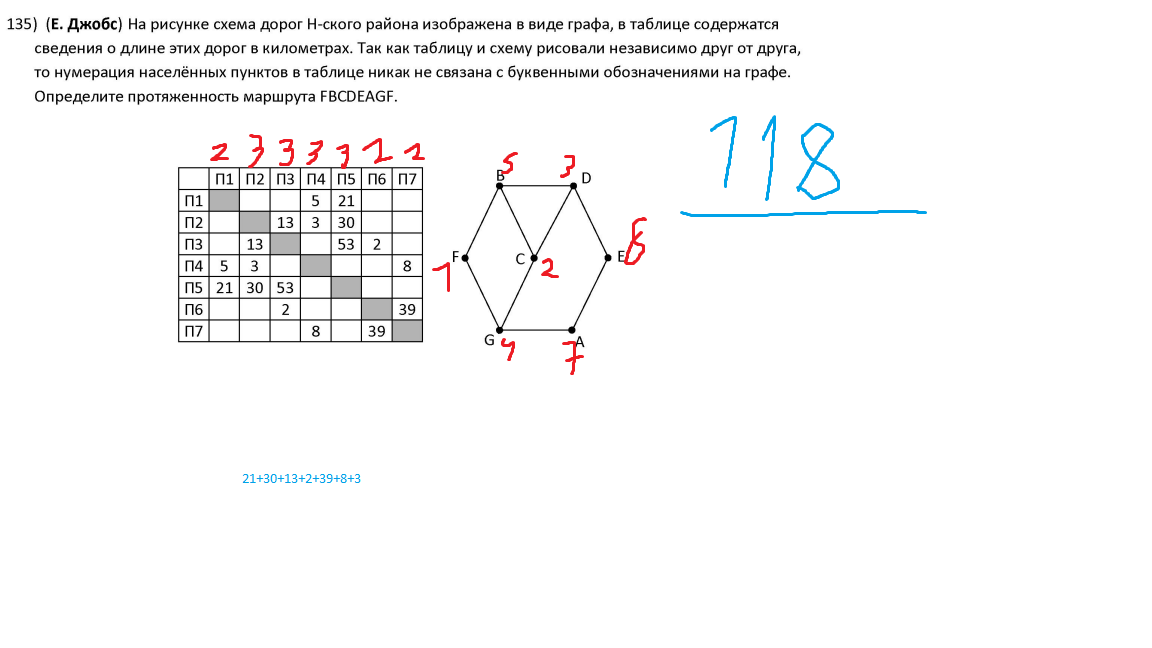 135) (Е. Джобс) На рисунке схема дорог Н-ского района изображена в виде графа, в таблице содержатся
сведения о длине этих дорог в километрах. Так как таблицу и схему рисовали независимо друг от друга,
то нумерация населённых пунктов в таблице никак не связана с буквенными обозначениями на графе.
Определите протяженность маршрута FBCDEAGF.
118
2 3 3 3 3 2 2
П1 П2 П3 П4 П5 П6 П7
П1 5 21
П2 13 3 30
П3 13 53 2
П4 5 3 8
П5 21 30 53
П6 2 39
П7 8 39
B 5 3 D
F 1 C 2 E
G 4 7 A
21+30+13+2+39+8+3